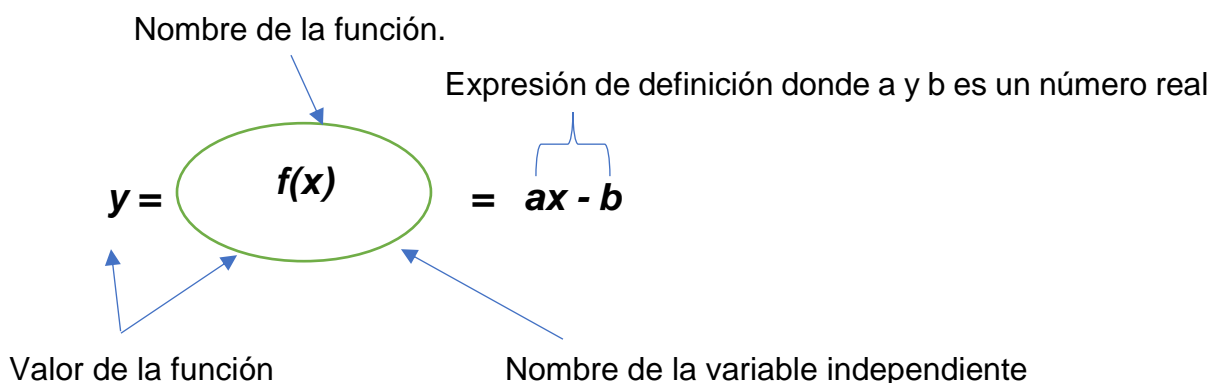 Nombre de la función.
Expresión de definición donde a y b es un número real
y = f(x) = ax - b
Valor de la función
Nombre de la variable independiente